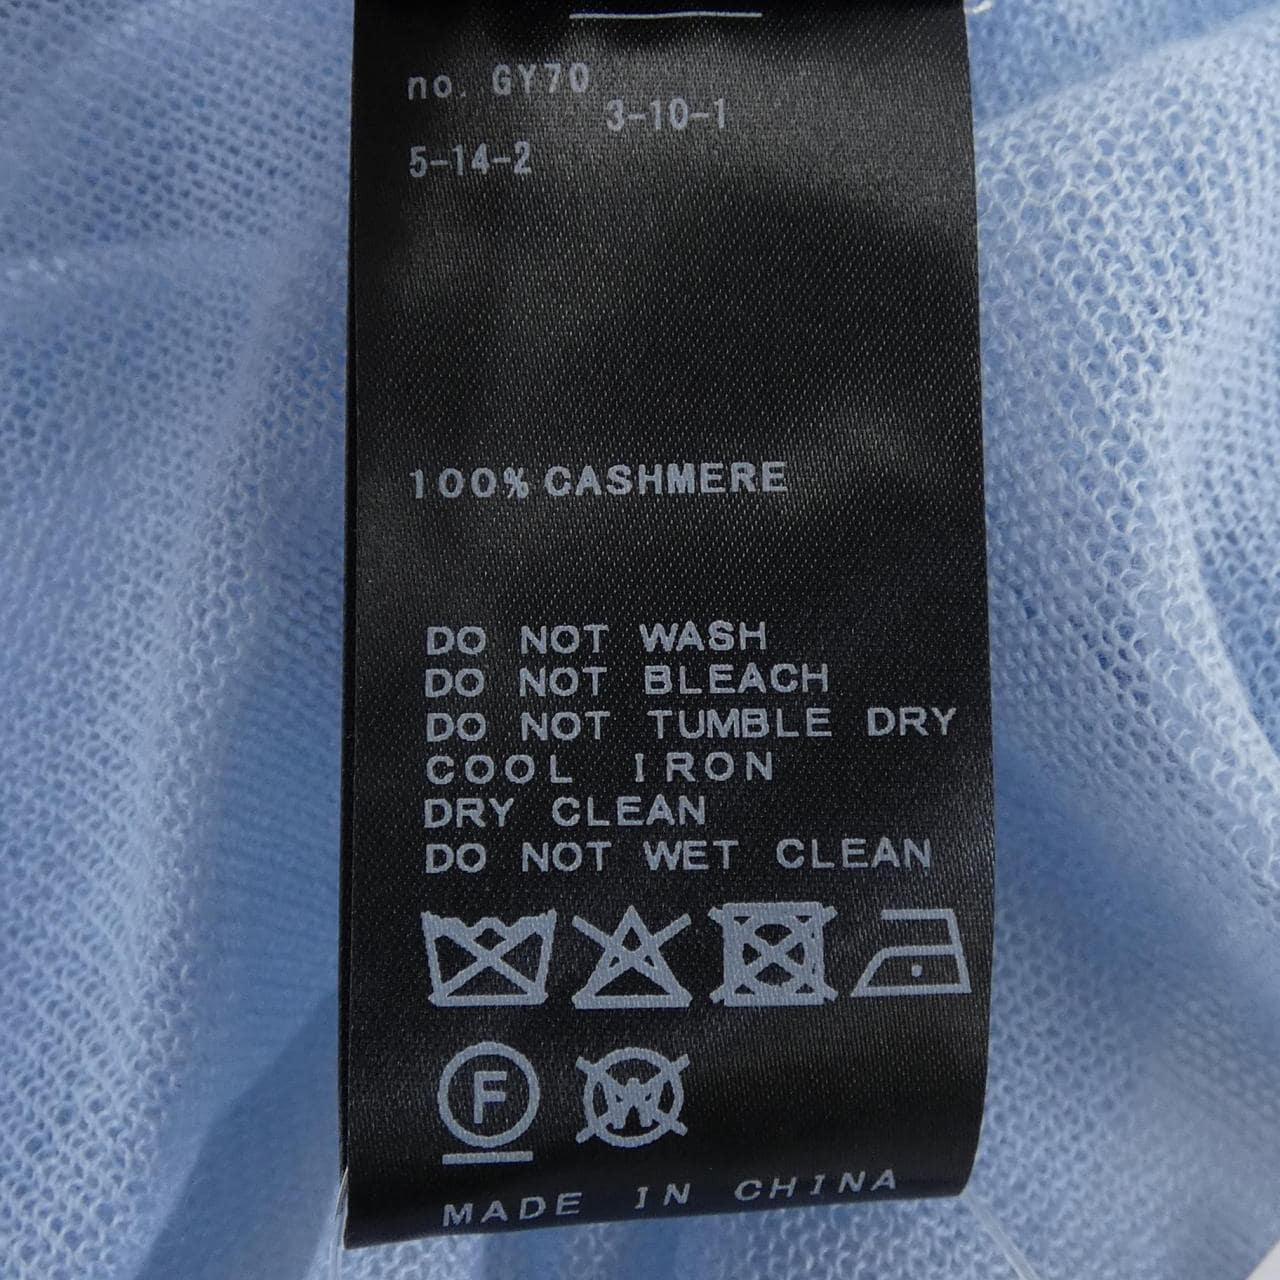 no. GY70
3-10-1
5-14-2
100% CASHMERE
DO NOT WASH
DO NOT BLEACH
DO NOT TUMBLE DRY
COOL IRON
DRY CLEAN
DO NOT WET CLEAN
F W
MADE IN CHINA